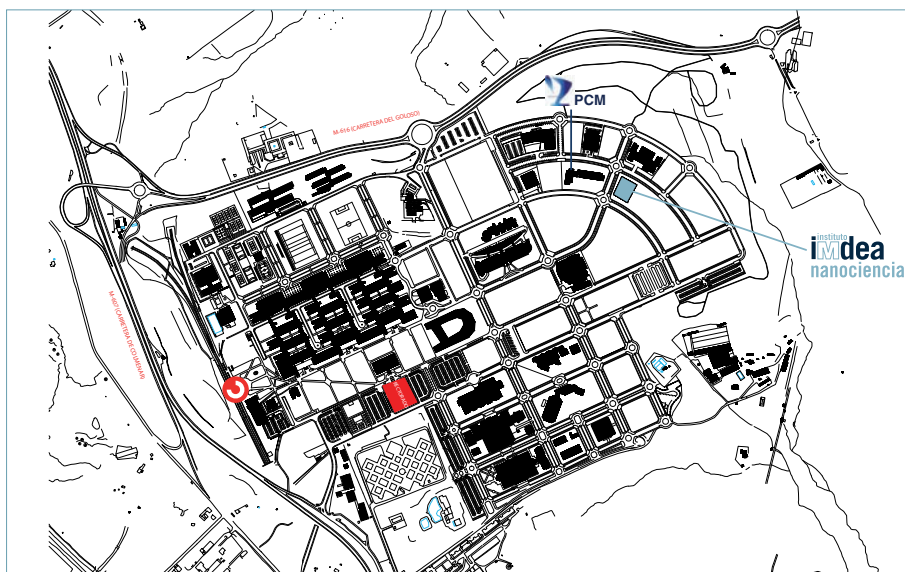 M-616 (CARRETERA DEL GOLOSO)
PCM
instituto
iMdea
nanociencia
M-607 (CARRETERA DE COLMENAR)